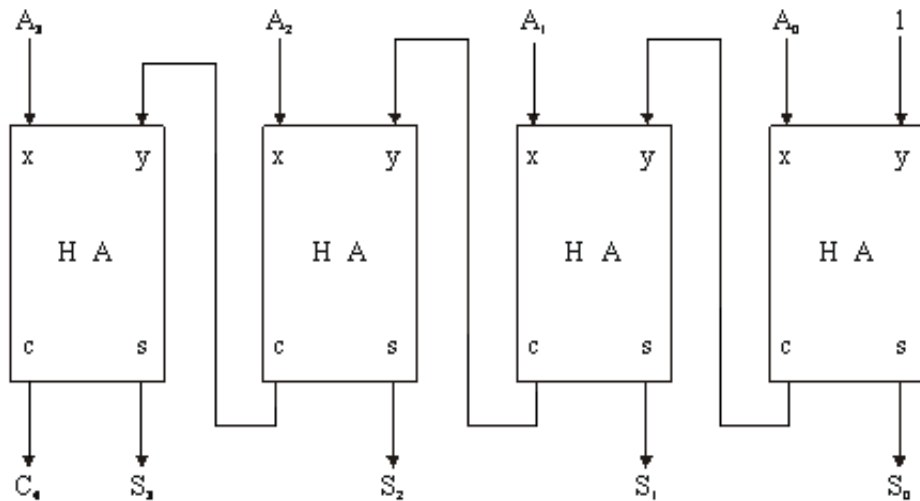 A₃ A₂ A₁ A₀ 1
x y x y x y x y
H A H A H A H A
c s c s c s c s
C₄ S₃ S₂ S₁ S₀